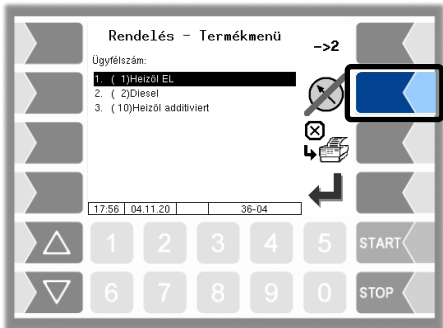 Rendelés - Termékmenü
->2
Ügyfélszám:
1. ( 1)Heizöl EL
2. ( 2)Diesel
3. ( 10)Heizöl additiviert
17:56 04.11.20 36-04
1 2 3 4 5 START
6 7 8 9 0 STOP